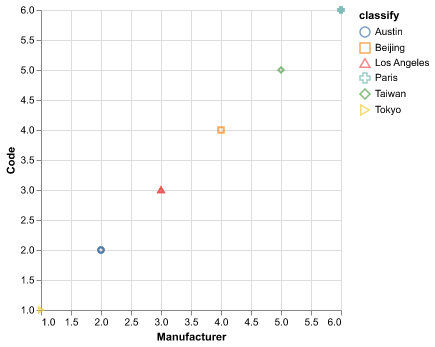 6.0
5.5
5.0
4.5
4.0
3.5
3.0
2.5
2.0
1.5
1.0
Code
1.0 1.5 2.0 2.5 3.0 3.5 4.0 4.5 5.0 5.5 6.0
Manufacturer
classify
Austin
Beijing
Los Angeles
Paris
Taiwan
Tokyo